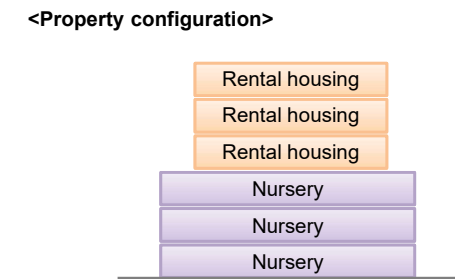 <Property configuration>
Rental housing
Rental housing
Rental housing
Nursery
Nursery
Nursery